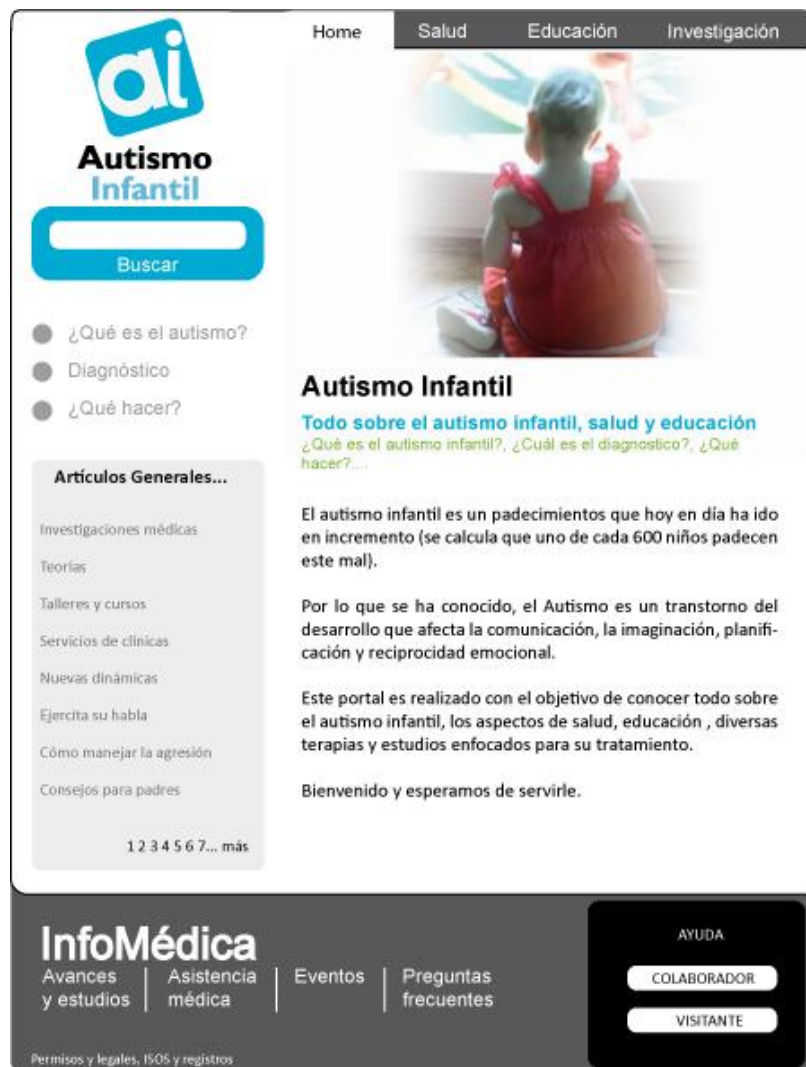 Home Salud Educación Investigación
ai
Autismo
Infantil
Buscar
¿Qué es el autismo?
Diagnóstico
¿Qué hacer?
Artículos Generales...
Investigaciones médicas
Teorías
Talleres y cursos
Servicios de clínicas
Nuevas dinámicas
Ejercita su habla
Cómo manejar la agresión
Consejos para padres
1 2 3 4 5 6 7... más
Autismo Infantil
Todo sobre el autismo infantil, salud y educación
¿Qué es el autismo infantil?, ¿Cuál es el diagnostico?, ¿Qué
hacer?....
El autismo infantil es un padecimientos que hoy en día ha ido
en incremento (se calcula que uno de cada 600 niños padecen
este mal).
Por lo que se ha conocido, el Autismo es un transtorno del
desarrollo que afecta la comunicación, la imaginación, planifi-
cación y reciprocidad emocional.
Este portal es realizado con el objetivo de conocer todo sobre
el autismo infantil, los aspectos de salud, educación , diversas
terapias y estudios enfocados para su tratamiento.
Bienvenido y esperamos de servirle.
InfoMédica
Avances
y estudios
Asistencia
médica
Eventos
Preguntas
frecuentes
Permisos y legales, ISOS y registros
AYUDA
COLABORADOR
VISITANTE